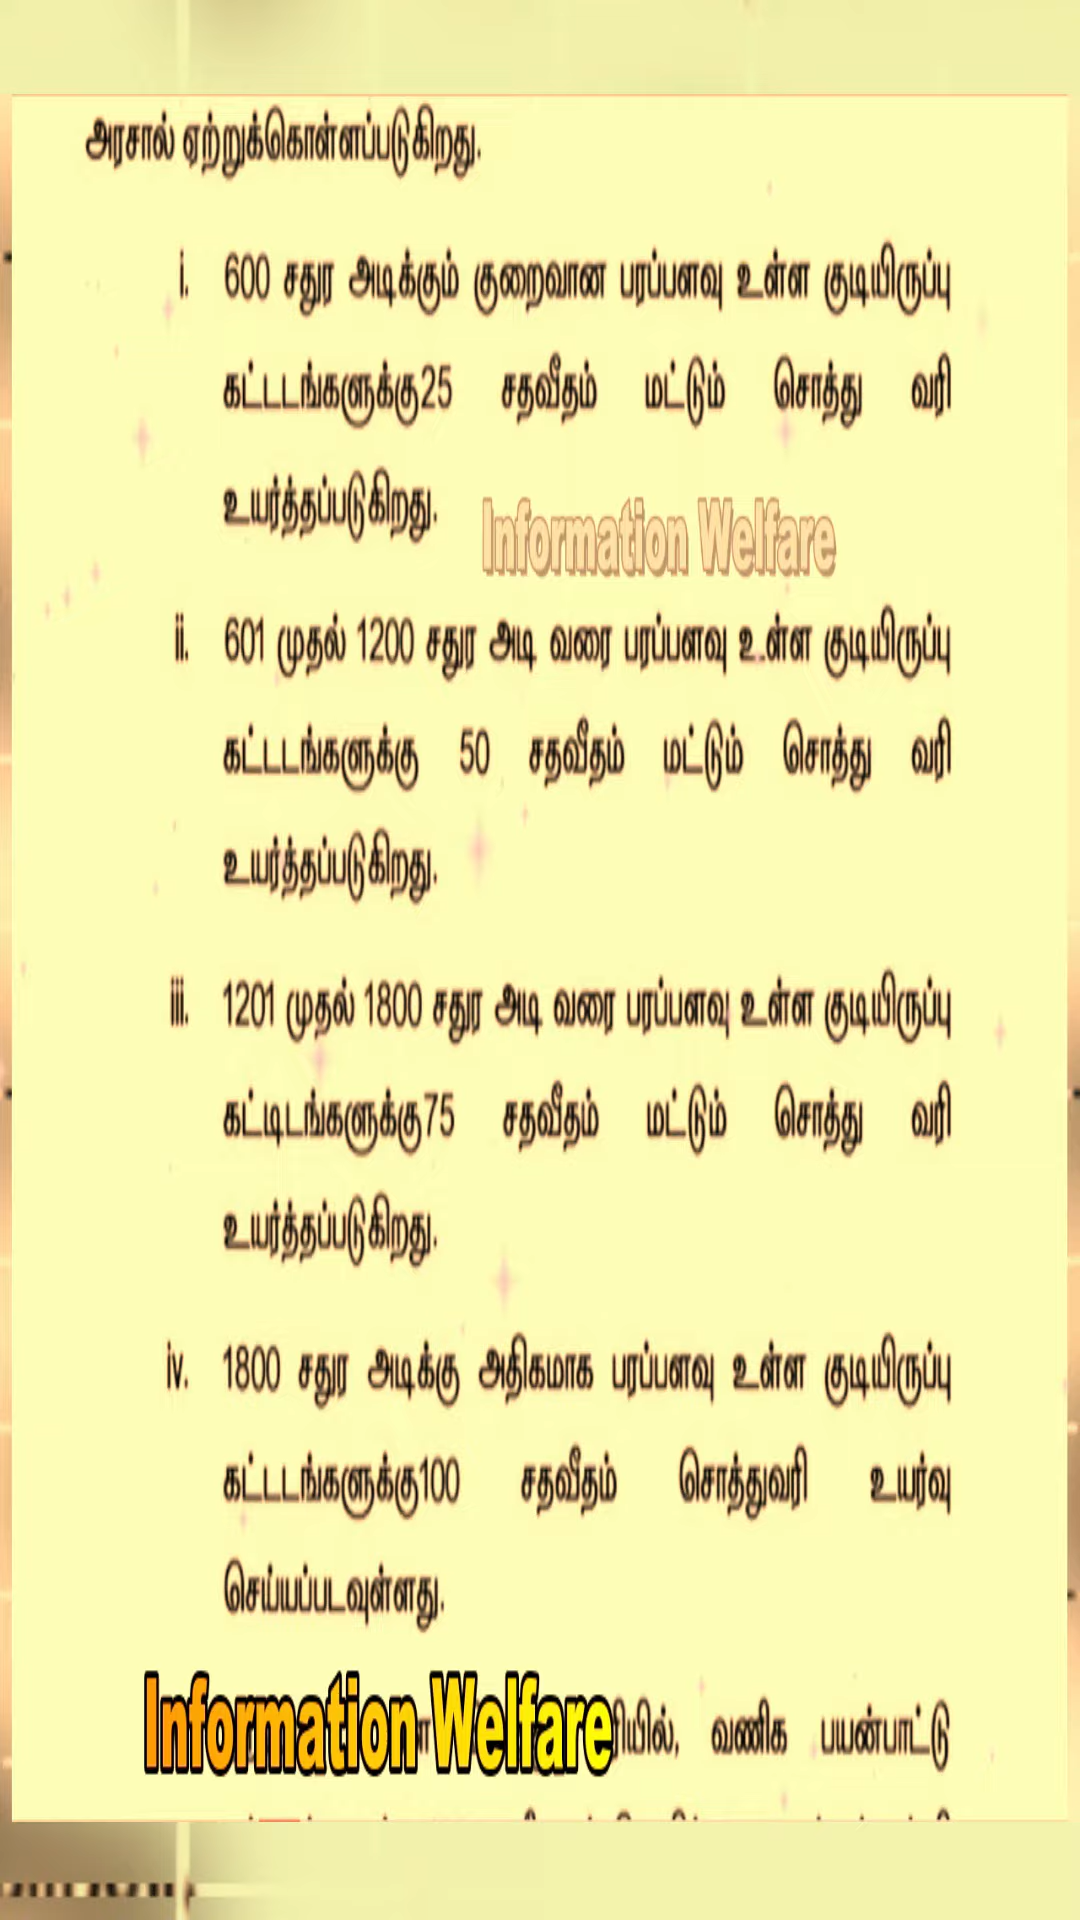 அரசால் ஏற்றுக்கொள்ளப்படுகிறது.
i. 600 சதுர அடிக்கும் குறைவான பரப்பளவு உள்ள குடியிருப்பு
கட்டடங்களுக்கு25 சதவீதம் மட்டும் சொத்து வரி
உயர்த்தப்படுகிறது.
Information Welfare
ii. 601 முதல் 1200 சதுர அடி வரை பரப்பளவு உள்ள குடியிருப்பு
கட்டடங்களுக்கு 50 சதவீதம் மட்டும் சொத்து வரி
உயர்த்தப்படுகிறது.
iii. 1201 முதல் 1800 சதுர அடி வரை பரப்பளவு உள்ள குடியிருப்பு
கட்டிடங்களுக்கு75 சதவீதம் மட்டும் சொத்து வரி
உயர்த்தப்படுகிறது.
iv. 1800 சதுர அடிக்கு அதிகமாக பரப்பளவு உள்ள குடியிருப்பு
கட்டடங்களுக்கு100 சதவீதம் சொத்துவரி உயர்வு
செய்யப்படவுள்ளது.
Information Welfare
வணிக பயன்பாட்டு